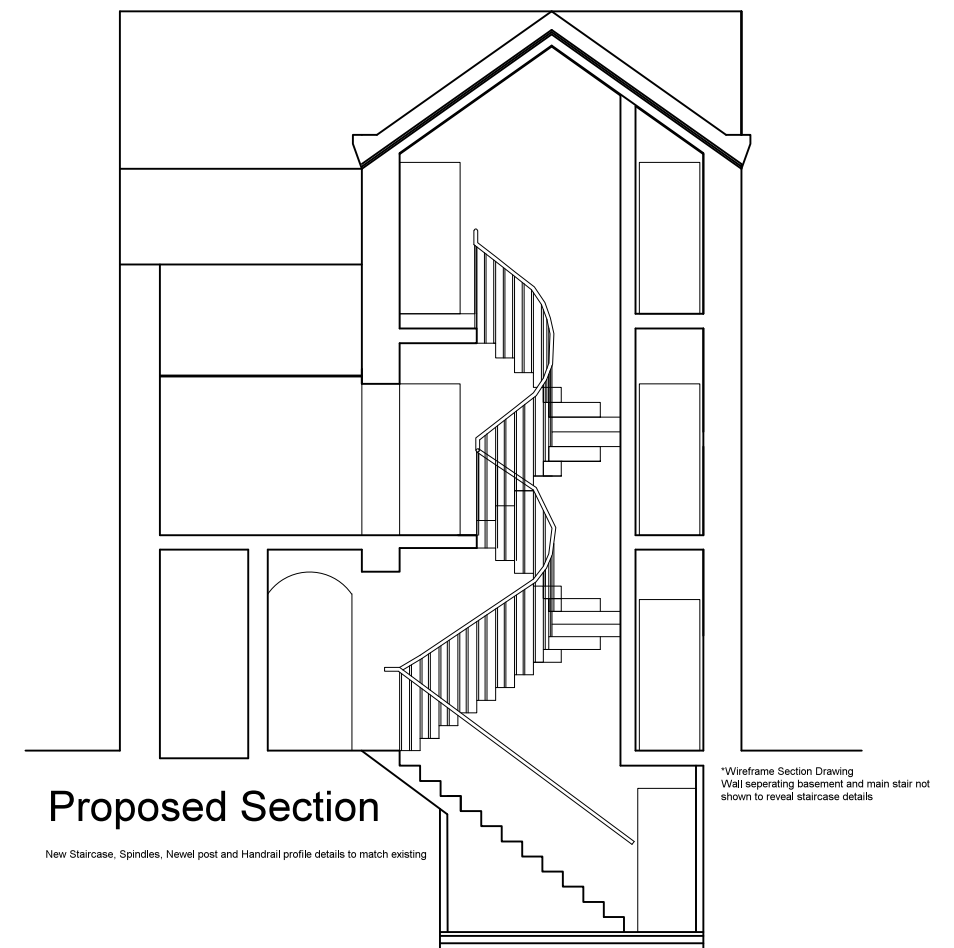 *Wireframe Section Drawing
Wall seperating basement and main stair not
shown to reveal staircase details
Proposed Section
New Staircase, Spindles, Newel post and Handrail profile details to match existing